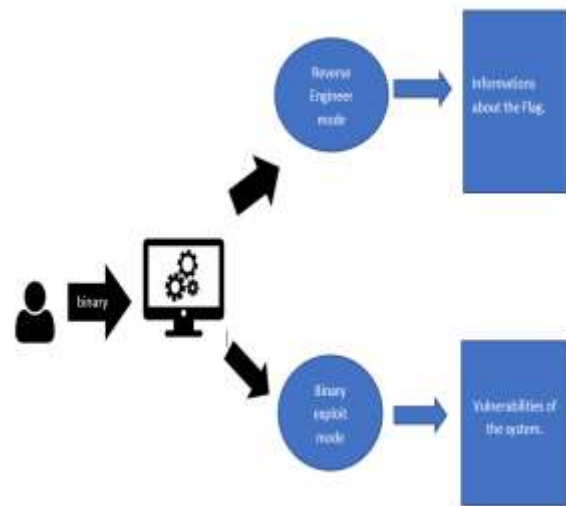 Reverse
Engineer
mode
Informations
about the Flag.
binary
Binary
exploit
mode
Vulnerabilities of
the system.